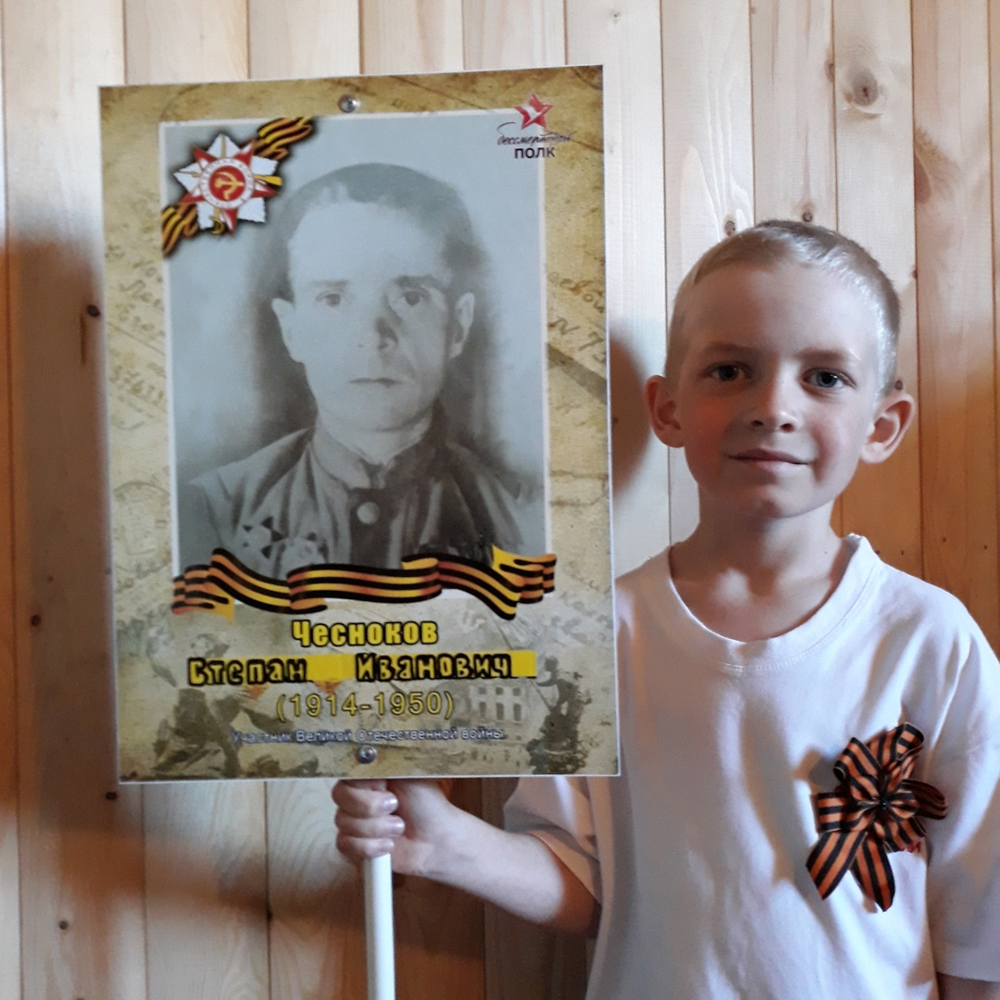 бессмертный
ПОЛК
Чесноков
Степан Иванович
(1914-1950)
Участник Великой Отечественной войны